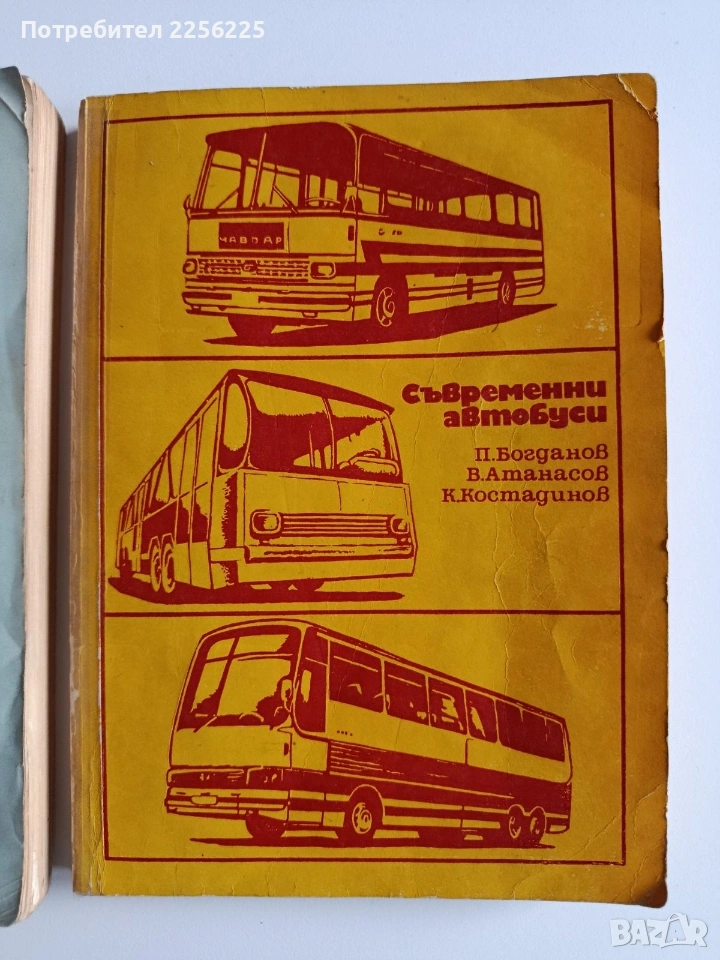 Потребител 2256225
ЧАВДАР
Съвременни
автобуси
П.Богданов
В.Атанасов
К.Костадинов
BAZAR